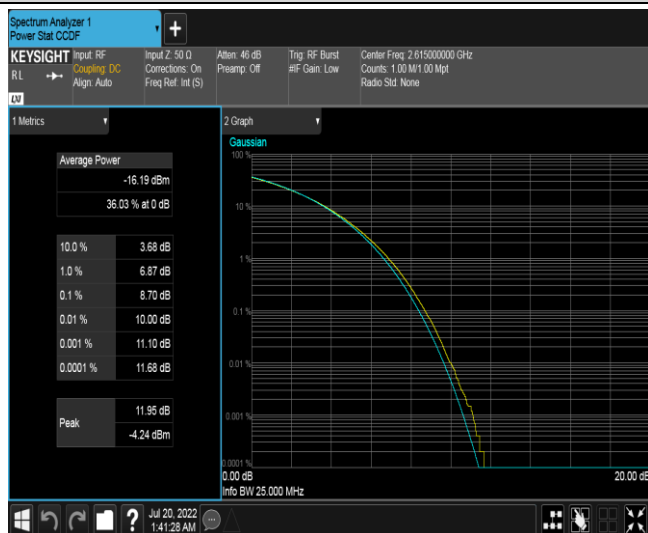 Spectrum Analyzer 1
Power Stat CCDF
+
KEYSIGHT
RL
LXI
Input: RF
Coupling: DC
Align: Auto
Input Z: 50 Ω
Corrections: On
Freq Ref: Int (S)
Atten: 46 dB
Preamp: Off
Trig: RF Burst
#IF Gain: Low
Center Freq: 2.615000000 GHz
Counts: 1.00 M/1.00 Mpt
Radio Std: None
1 Metrics
Average Power
-16.19 dBm
36.03 % at 0 dB
10.0 % 3.68 dB
1.0 % 6.87 dB
0.1 % 8.70 dB
0.01 % 10.00 dB
0.001 % 11.10 dB
0.0001 % 11.68 dB
Peak
11.95 dB
-4.24 dBm
2 Graph
Gaussian
100 %
10 %
1 %
0.1 %
0.01 %
0.001 %
0.0001 %
0.00 dB
20.00 dB
Info BW 25.000 MHz
?
Jul 20, 2022
1:41:28 AM